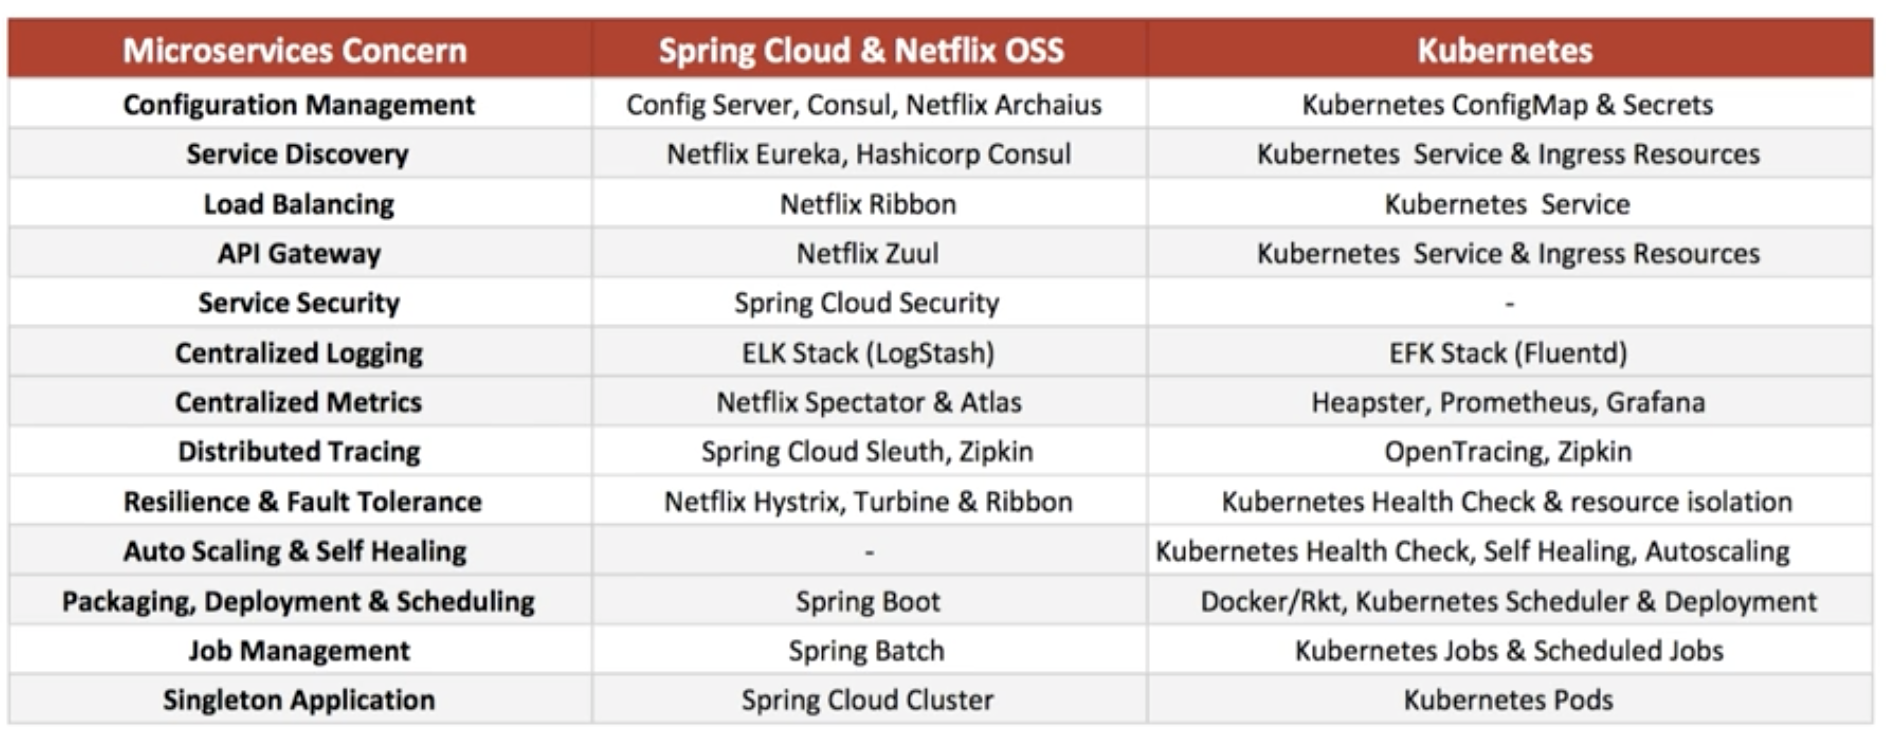 Microservices Concern Spring Cloud & Netflix OSS Kubernetes
Configuration Management Config Server, Consul, Netflix Archaius Kubernetes ConfigMap & Secrets
Service Discovery Netflix Eureka, Hashicorp Consul Kubernetes Service & Ingress Resources
Load Balancing Netflix Ribbon Kubernetes Service
API Gateway Netflix Zuul Kubernetes Service & Ingress Resources
Service Security Spring Cloud Security -
Centralized Logging ELK Stack (LogStash) EFK Stack (Fluentd)
Centralized Metrics Netflix Spectator & Atlas Heapster, Prometheus, Grafana
Distributed Tracing Spring Cloud Sleuth, Zipkin OpenTracing, Zipkin
Resilience & Fault Tolerance Netflix Hystrix, Turbine & Ribbon Kubernetes Health Check & resource isolation
Auto Scaling & Self Healing - Kubernetes Health Check, Self Healing, Autoscaling
Packaging, Deployment & Scheduling Spring Boot Docker/Rkt, Kubernetes Scheduler & Deployment
Job Management Spring Batch Kubernetes Jobs & Scheduled Jobs
Singleton Application Spring Cloud Cluster Kubernetes Pods